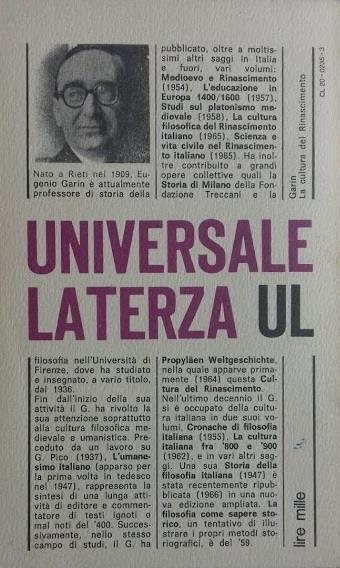 Nato a Rieti nel 1909, Eu-
genio Garin è attualmente
professore di storia della
filosofia nell'Università di
Firenze, dove ha studiato
e insegnato, a vario titolo,
dal 1936.
Fin dall'inizio della sua
attività il G. ha rivolto la
sua attenzione soprattutto
alla cultura filosofica me-
dievale e umanistica. Pre-
ceduto da un lavoro su
G. Pico (1937), L'umane-
simo italiano (apparso per
la prima volta in tedesco
nel 1947), rappresenta la
sintesi di una lunga atti-
vità di editore e commen-
tatore di testi ignoti o
mal noti del '400. Succes-
sivamente, nello stesso
campo di studi, il G. ha
pubblicato, oltre a moltis-
simi altri saggi in Italia
e fuori, vari volumi:
Medioevo e Rinascimento
(1954), L'educazione in
Europa 1400/1600 (1957),
Studi sul platonismo me-
dievale (1958), La cultura
filosofica del Rinascimento
italiano (1965), Scienza e
vita civile nel Rinascimen-
to italiano (1965). Ha inol-
tre contribuito a grandi
opere collettive quali la
Storia di Milano della Fon-
dazione Treccani e la
Propyläen Weltgeschichte,
nella quale apparve prima-
mente (1964) questa Cul-
tura del Rinascimento.
Nell'ultimo decennio il G.
si è occupato della cultu-
ra italiana in due suoi vo-
lumi, Cronache di filosofia
italiana (1955), La cultura
italiana fra '800 e '900
(1962), e in vari altri sag-
gi. Una sua Storia della
filosofia italiana (1947) è
stata recentemente ripub-
blicata (1966) in una nuo-
va edizione ampliata. La
filosofia come sapere sto-
rico, un tentativo di illu-
strare i propri metodi sto-
riografici, è del '59.
UNIVERSALE
LATERZA UL
Garin
La cultura del Rinascimento
CL 20-0235-3
lire mille